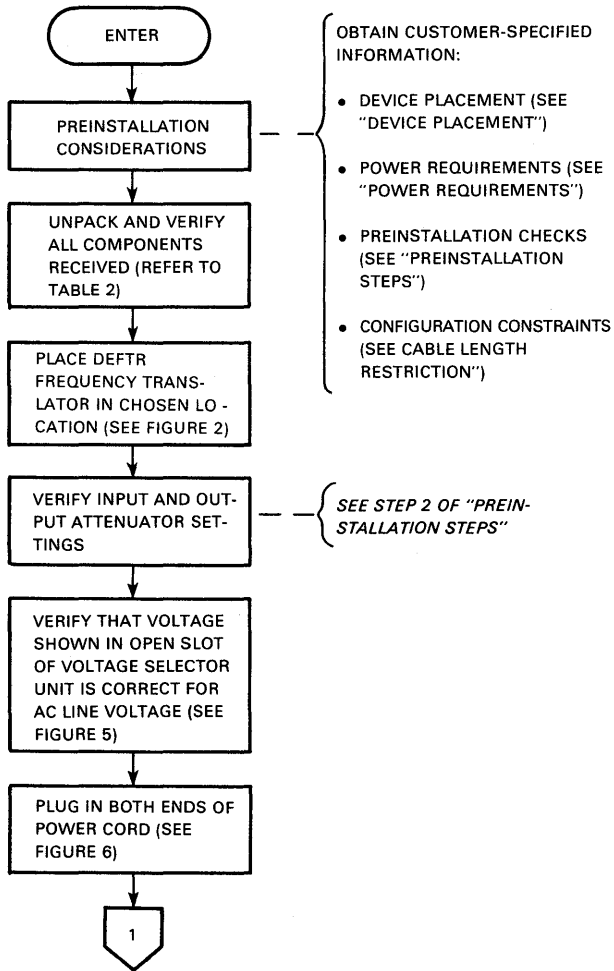 ENTER
PREINSTALLATION
CONSIDERATIONS
OBTAIN CUSTOMER-SPECIFIED
INFORMATION:
• DEVICE PLACEMENT (SEE
"DEVICE PLACEMENT")
• POWER REQUIREMENTS (SEE
"POWER REQUIREMENTS")
• PREINSTALLATION CHECKS
(SEE "PREINSTALLATION
STEPS")
• CONFIGURATION CONSTRAINTS
(SEE CABLE LENGTH
RESTRICTION")
UNPACK AND VERIFY
ALL COMPONENTS
RECEIVED (REFER TO
TABLE 2)
PLACE DEFTR
FREQUENCY TRANS-
LATOR IN CHOSEN LO-
CATION (SEE FIGURE 2)
VERIFY INPUT AND OUT-
PUT ATTENUATOR SET-
TINGS
SEE STEP 2 OF "PREIN-
STALLATION STEPS"
VERIFY THAT VOLTAGE
SHOWN IN OPEN SLOT
OF VOLTAGE SELECTOR
UNIT IS CORRECT FOR
AC LINE VOLTAGE (SEE
FIGURE 5)
PLUG IN BOTH ENDS OF
POWER CORD (SEE
FIGURE 6)
1